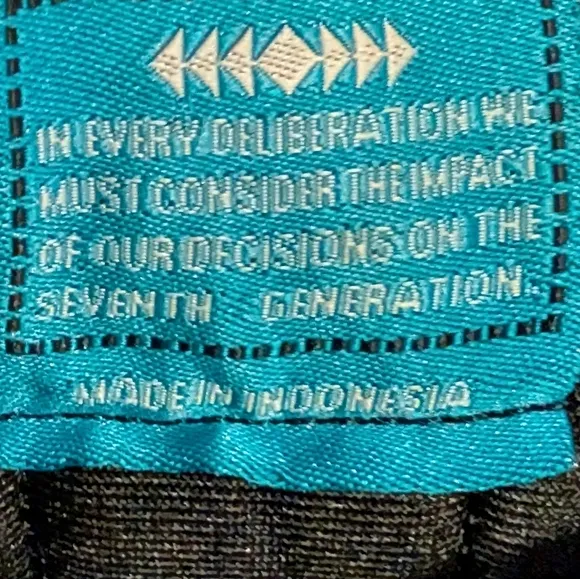 IN EVERY DELIBERATION WE
MUST CONSIDER THE IMPACT
OF OUR DECISIONS ON THE
SEVENTH GENERATION.
MADE IN INDONESIA